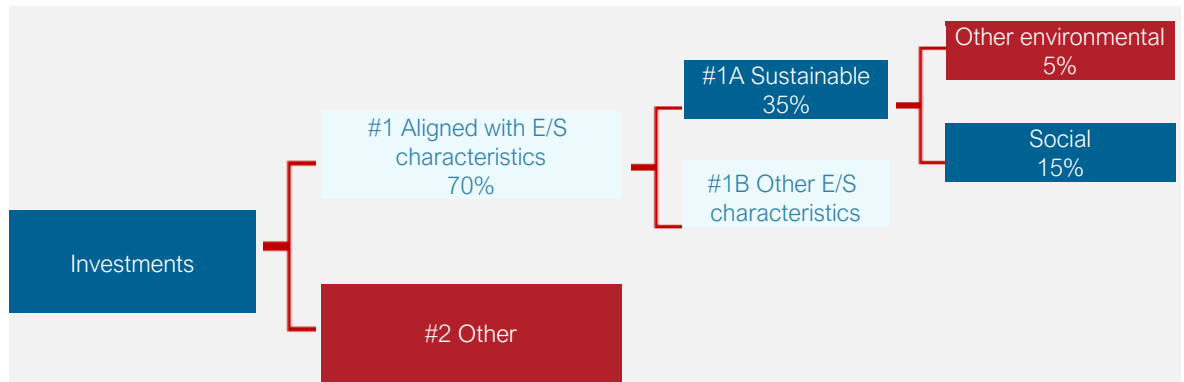 Investments
#1 Aligned with E/S
characteristics
70%
#2 Other
#1A Sustainable
35%
#1B Other E/S
characteristics
Other environmental
5%
Social
15%